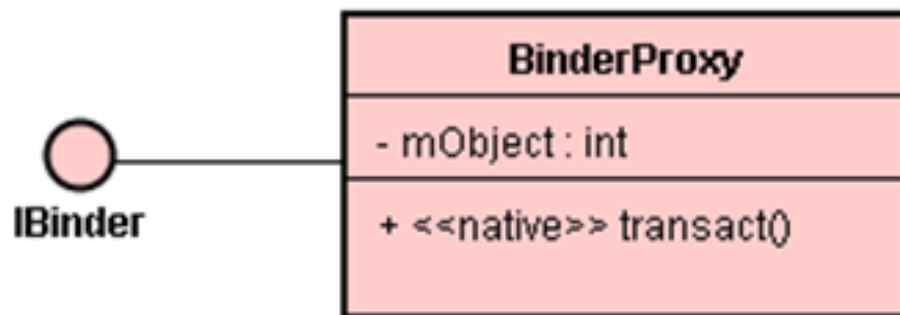 BinderProxy
- mObject : int
IBinder
+ <<native>> transact()